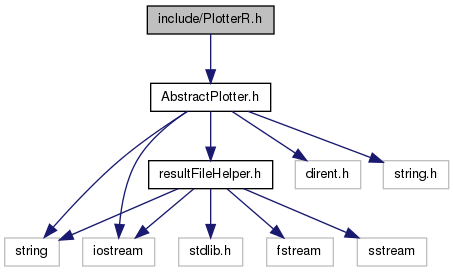 include/PlotterR.h
AbstractPlotter.h
resultFileHelper.h
dirent.h
string.h
string
iostream
stdlib.h
fstream
sstream